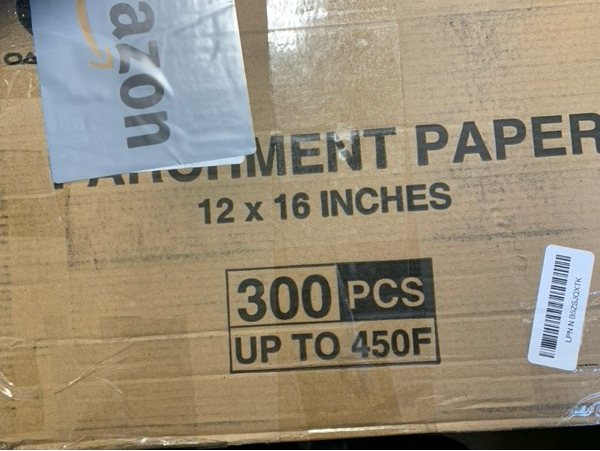 azon
PARCHMENT PAPER
12 x 16 INCHES
300 PCS
UP TO 450F